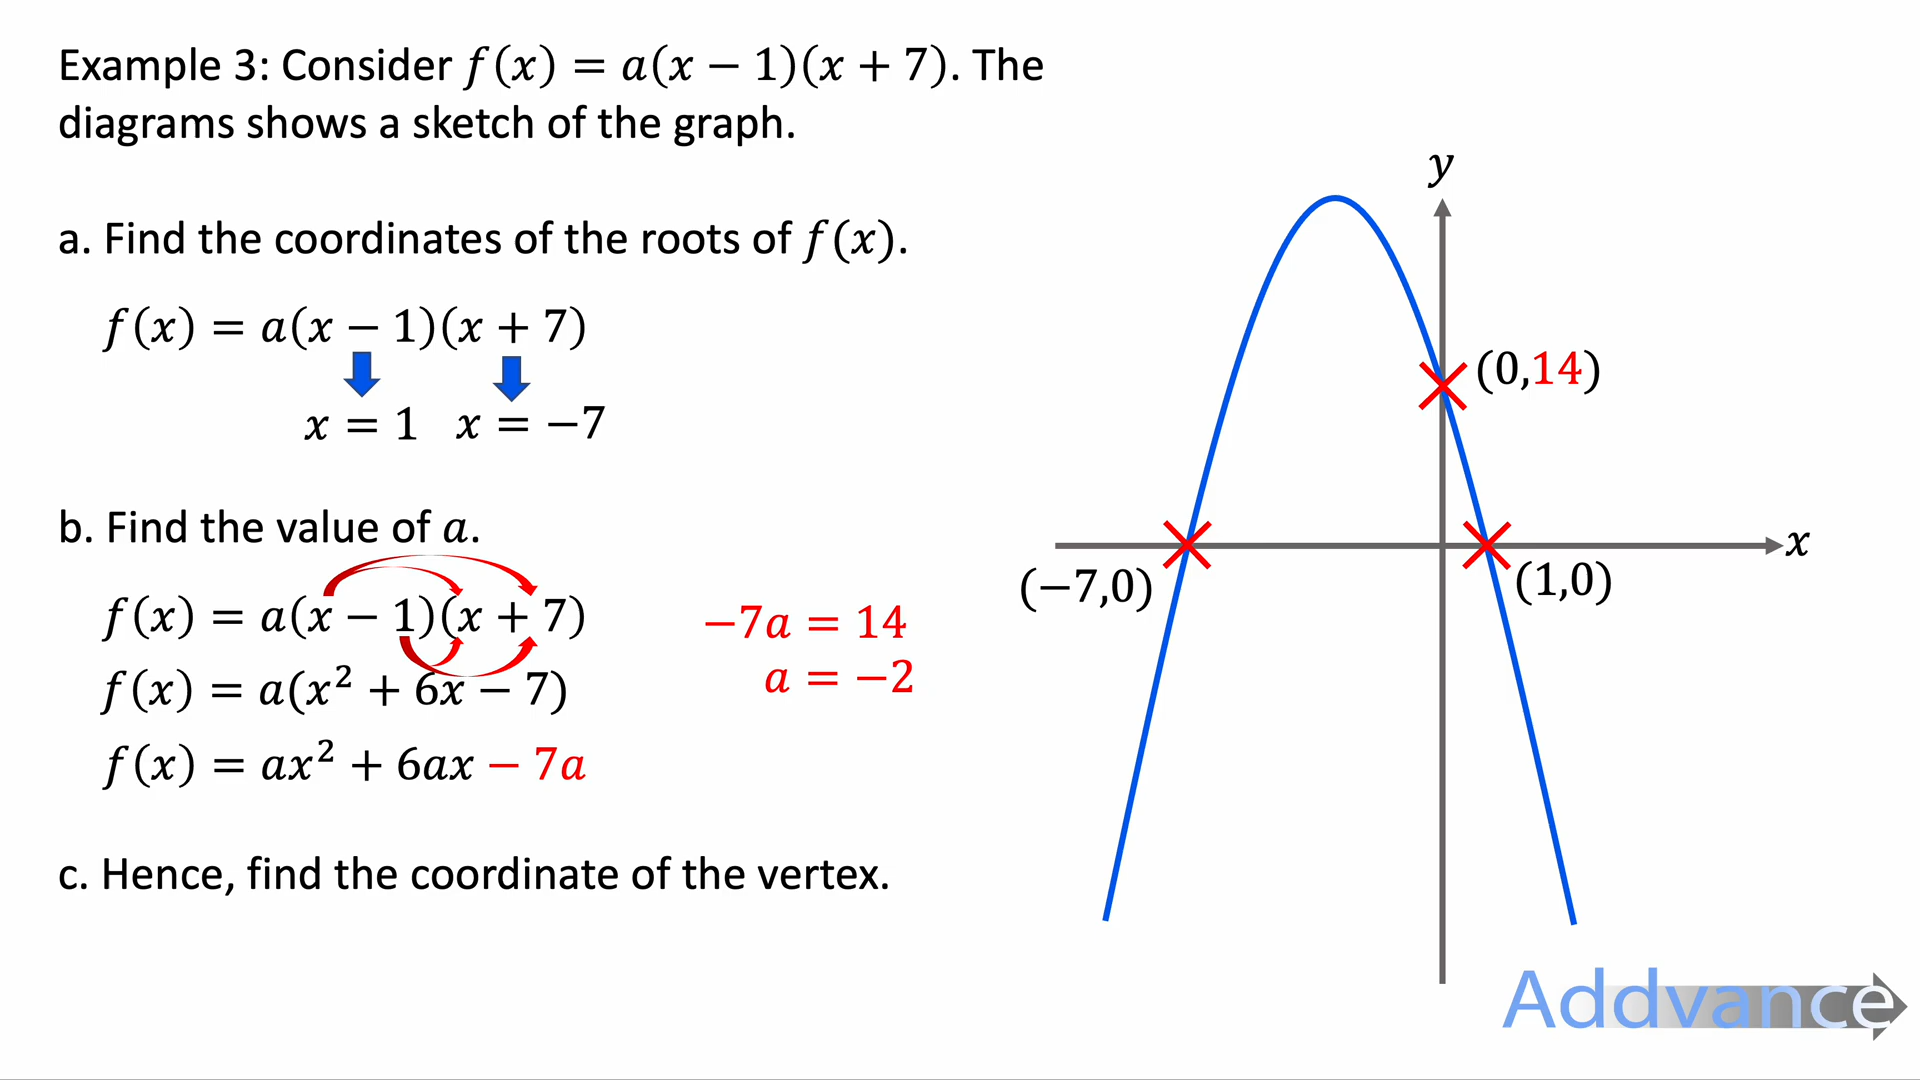 Example 3: Consider f(x) = a(x − 1)(x + 7). The
diagrams shows a sketch of the graph.
a. Find the coordinates of the roots of f(x).
f(x) = a(x − 1)(x + 7)
x = 1 x = −7
b. Find the value of a.
f(x) = a(x − 1)(x + 7)
f(x) = a(x² + 6x − 7)
f(x) = ax² + 6ax − 7a
−7a = 14
a = −2
c. Hence, find the coordinate of the vertex.
y
(0,14)
x
(−7,0)
(1,0)
Addvance